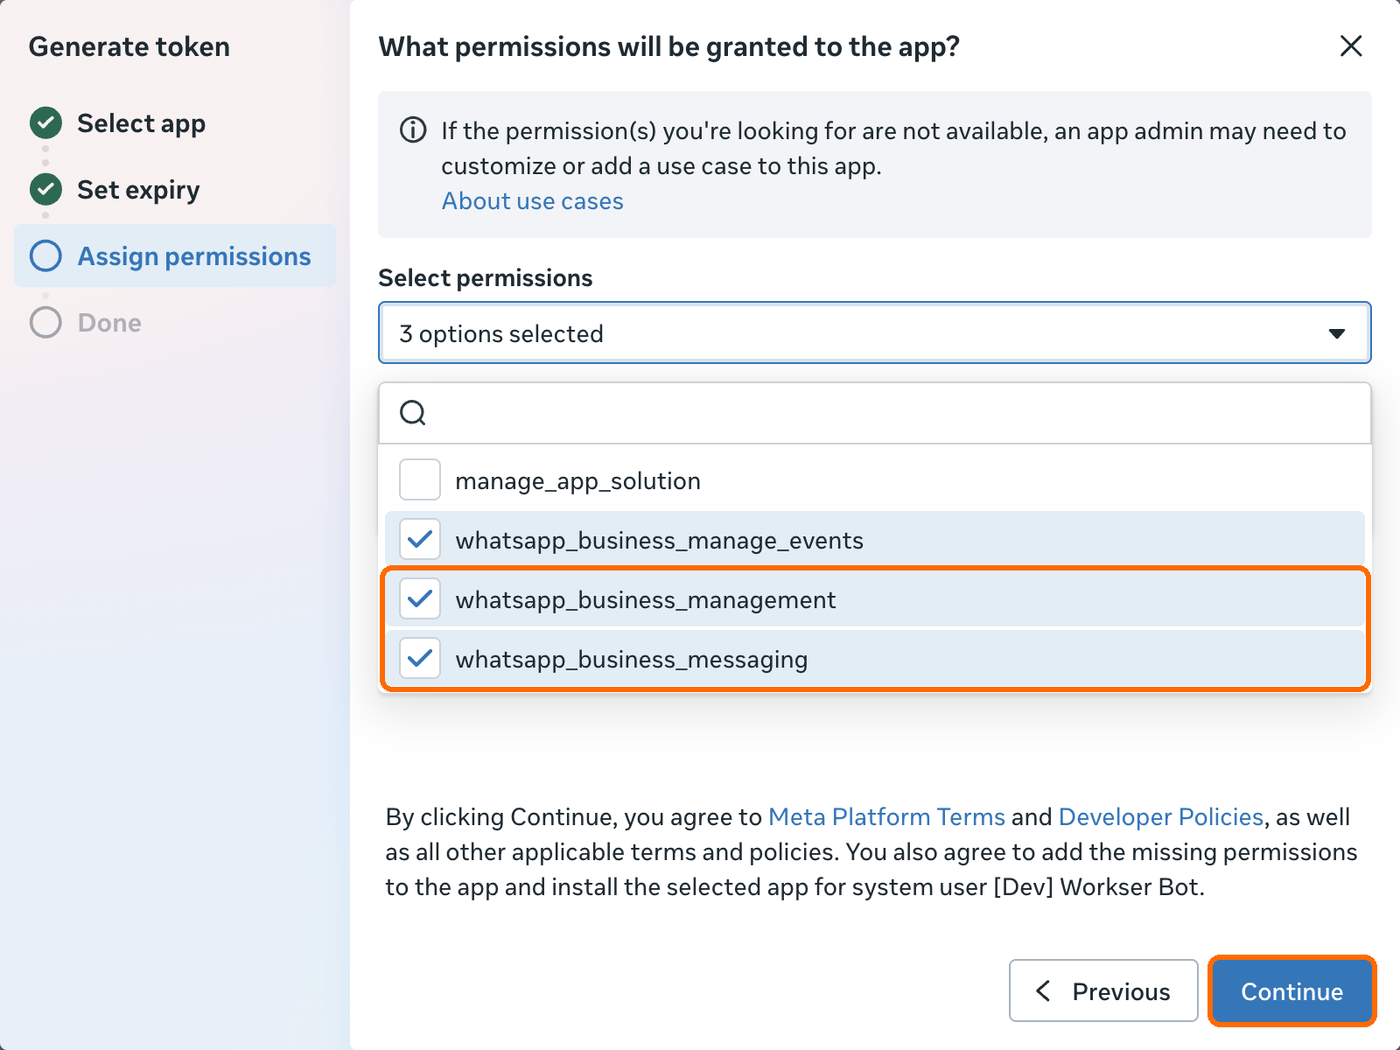 Generate token
Select app
Set expiry
Assign permissions
Done
What permissions will be granted to the app?
If the permission(s) you're looking for are not available, an app admin may need to
customize or add a use case to this app.
About use cases
Select permissions
3 options selected
manage_app_solution
whatsapp_business_manage_events
whatsapp_business_management
whatsapp_business_messaging
By clicking Continue, you agree to Meta Platform Terms and Developer Policies, as well
as all other applicable terms and policies. You also agree to add the missing permissions
to the app and install the selected app for system user [Dev] Workser Bot.
Previous
Continue